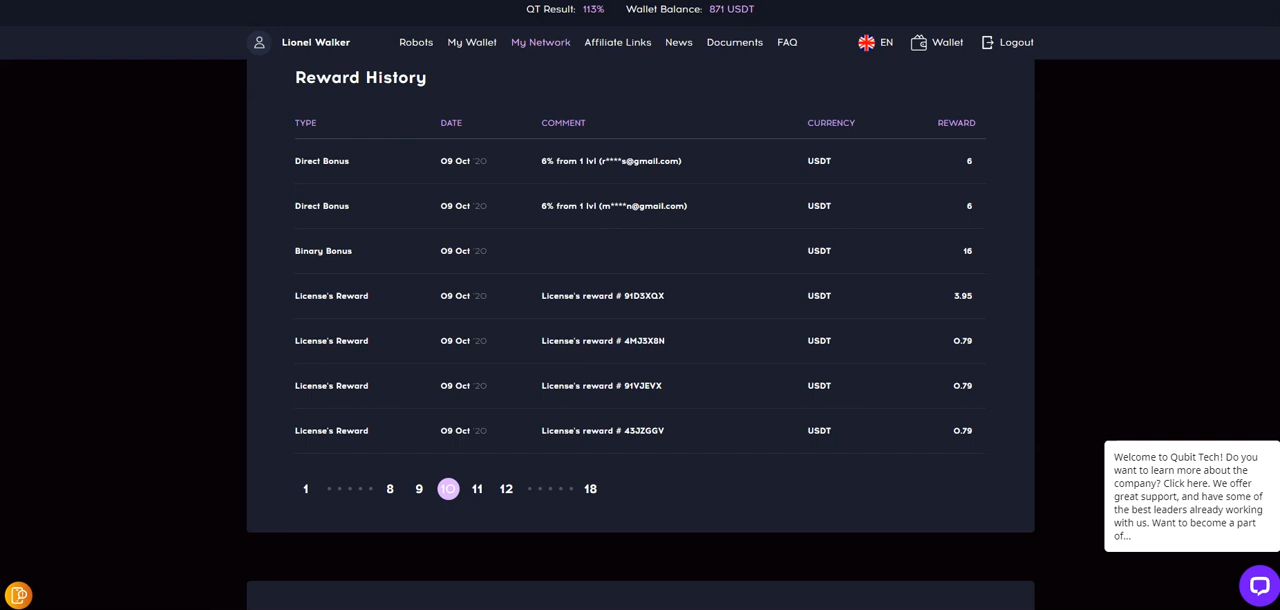 QT Result: 113% Wallet Balance: 871 USDT
Lionel Walker Robots My Wallet My Network Affiliate Links News Documents FAQ EN Wallet Logout
Reward History
TYPE DATE COMMENT CURRENCY REWARD
Direct Bonus 09 Oct '20 6% from 1 lvl (r****s@gmail.com) USDT 6
Direct Bonus 09 Oct '20 6% from 1 lvl (m****n@gmail.com) USDT 6
Binary Bonus 09 Oct '20 USDT 16
License's Reward 09 Oct '20 License's reward # 91D3XQX USDT 3.95
License's Reward 09 Oct '20 License's reward # 4MJ3X8N USDT 0.79
License's Reward 09 Oct '20 License's reward # 91VJEVX USDT 0.79
License's Reward 09 Oct '20 License's reward # 43JZGGV USDT 0.79
1 • • • • • 8 9 10 11 12 • • • • • 18
Welcome to Qubit Tech! Do you
want to learn more about the
company? Click here. We offer
great support, and have some of
the best leaders already working
with us. Want to become a part
of...